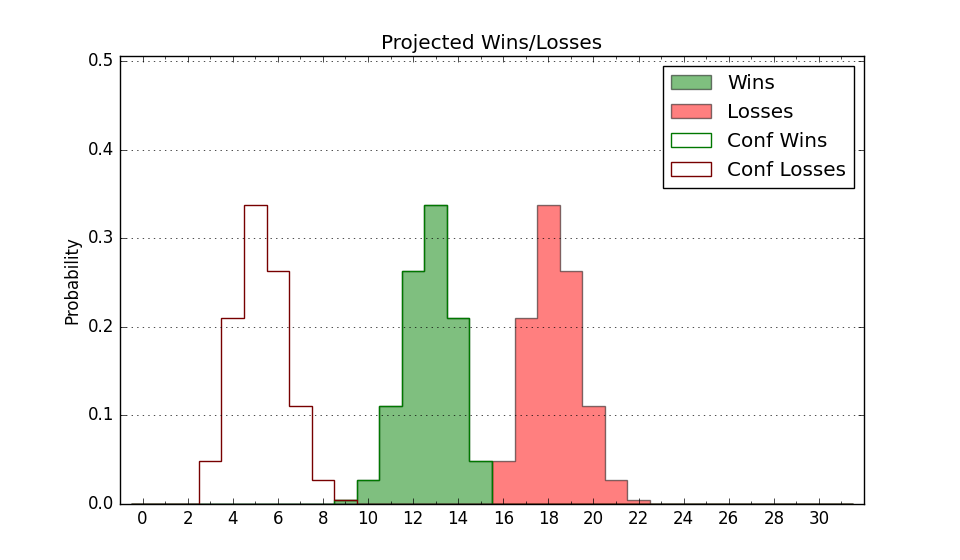 Projected Wins/Losses
0.5
0.4
0.3
0.2
0.1
0.0
Probability
Wins
Losses
Conf Wins
Conf Losses
0 2 4 6 8 10 12 14 16 18 20 22 24 26 28 30